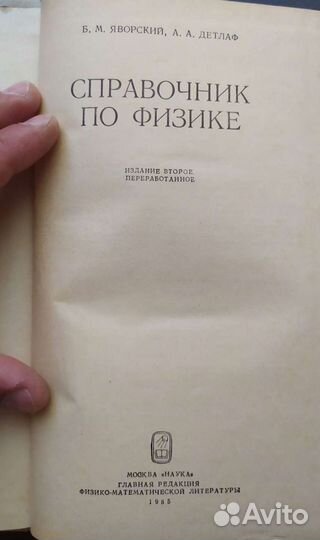 Б. М. ЯВОРСКИЙ, А. А. ДЕТЛАФ
СПРАВОЧНИК
ПО ФИЗИКЕ
ИЗДАНИЕ ВТОРОЕ,
ПЕРЕРАБОТАННОЕ
МОСКВА «НАУКА»
ГЛАВНАЯ РЕДАКЦИЯ
ФИЗИКО-МАТЕМАТИЧЕСКОЙ ЛИТЕРАТУРЫ
1985
Avito